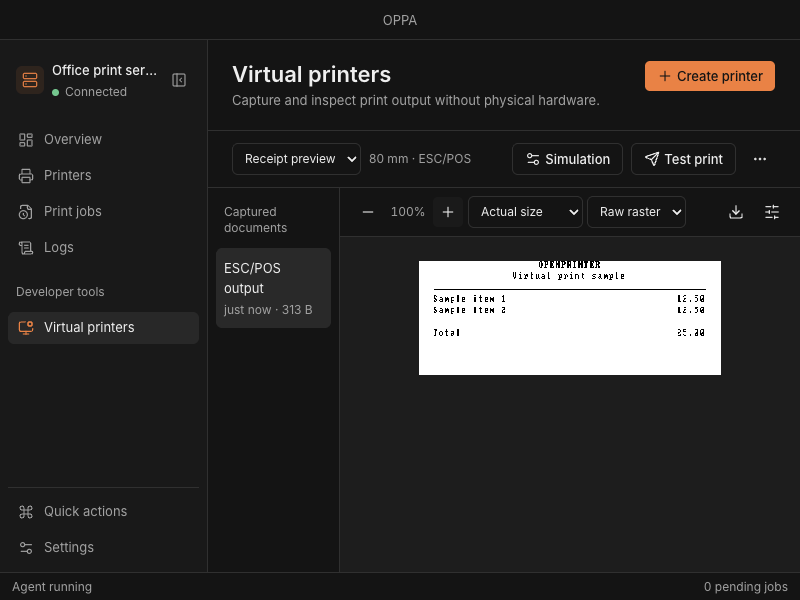 OPPA
Office print ser...
Connected
Overview
Printers
Print jobs
Logs
Developer tools
Virtual printers
Quick actions
Settings
Virtual printers
Capture and inspect print output without physical hardware.
Create printer
Receipt preview
80 mm · ESC/POS
Simulation
Test print
Captured
documents
ESC/POS
output
just now · 313 B
100%
Actual size
Raw raster
OPENPRINTER
Virtual print sample
Sample item 1 12.50
Sample item 2 12.50
Total 25.00
Agent running
0 pending jobs